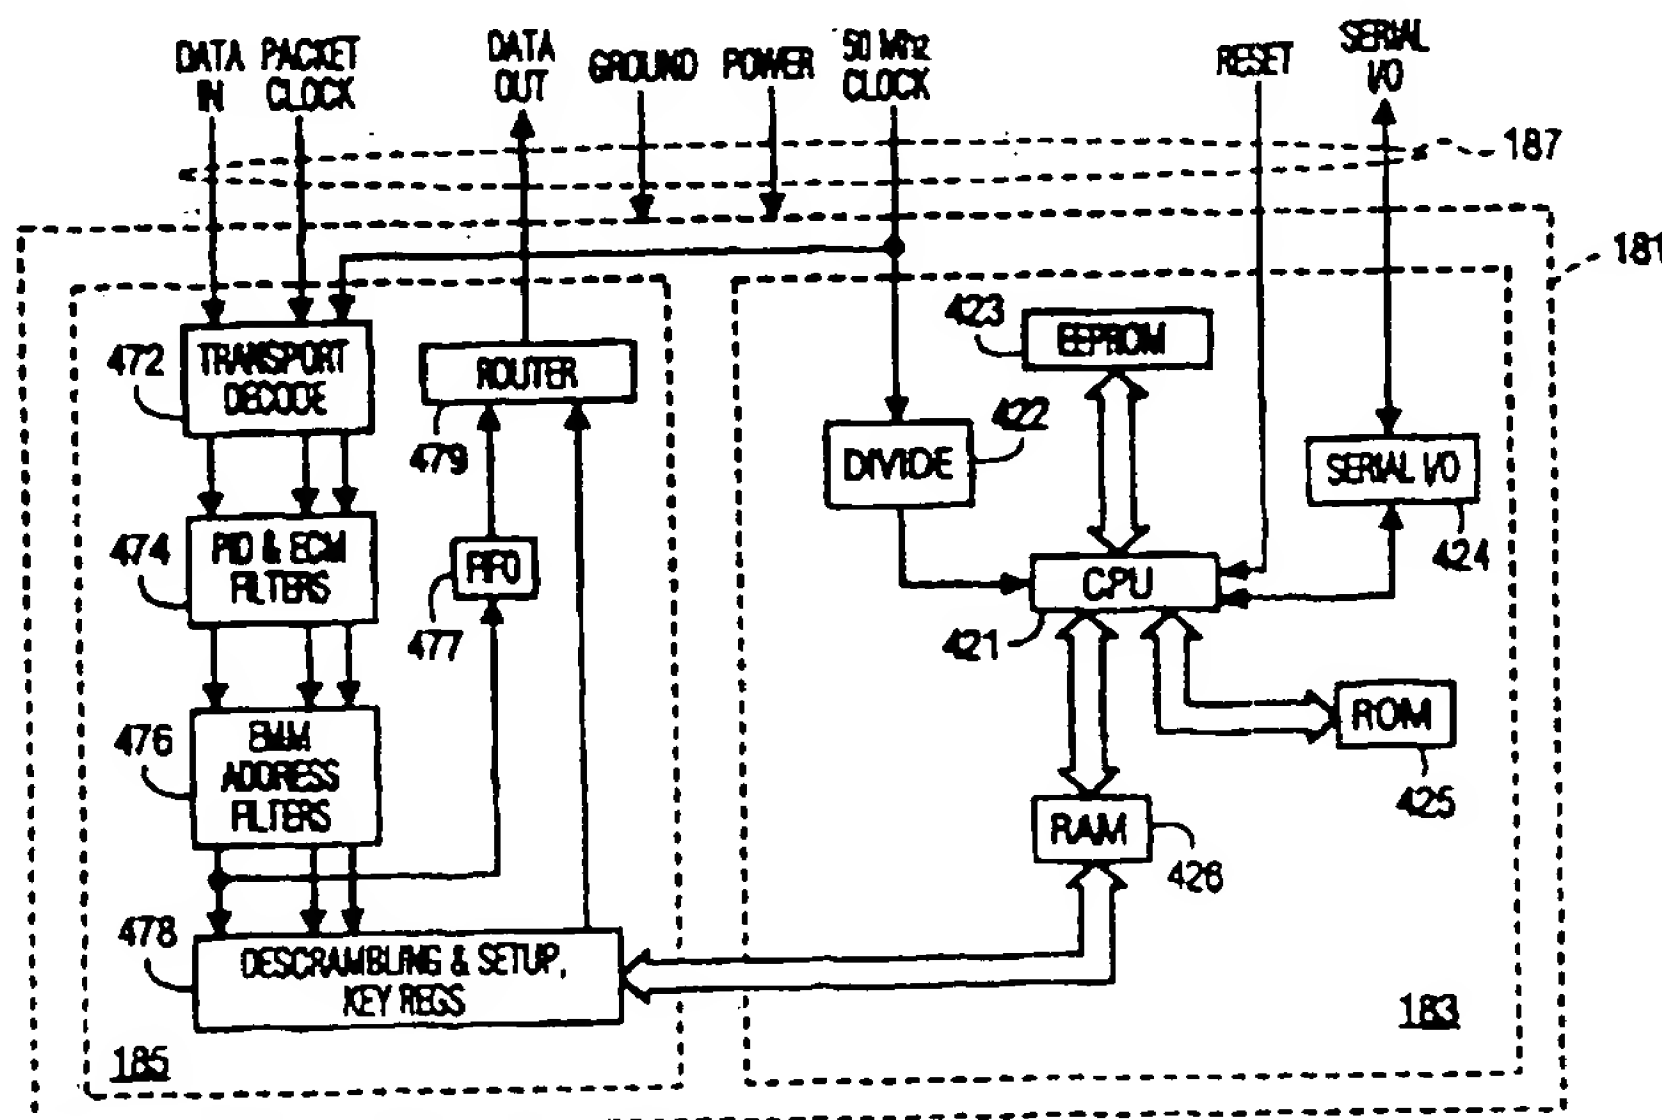 DATA IN
PACKET CLOCK
DATA OUT
GROUND
POWER
50 Mhz CLOCK
RESET
SERIAL I/O
187
181
472
TRANSPORT DECODE
ROUTER
479
423
EEPROM
422
DIVIDE
SERIAL I/O
424
474
PID & ECM FILTERS
FIFO
477
CPU
421
476
EMM ADDRESS FILTERS
ROM
425
RAM
426
478
DESCRAMBLING & SETUP, KEY REGS
185
183